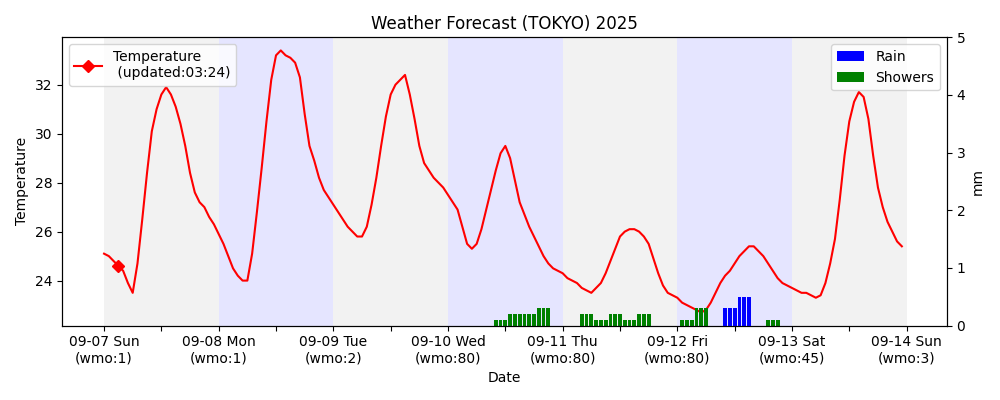 Weather Forecast (TOKYO) 2025
Temperature
(updated:03:24)
Rain
Showers
Temperature
32
30
28
26
24
5
4
3
2
1
0
mm
09-07 Sun
(wmo:1)
09-08 Mon
(wmo:1)
09-09 Tue
(wmo:2)
09-10 Wed
(wmo:80)
09-11 Thu
(wmo:80)
09-12 Fri
(wmo:80)
09-13 Sat
(wmo:45)
09-14 Sun
(wmo:3)
Date